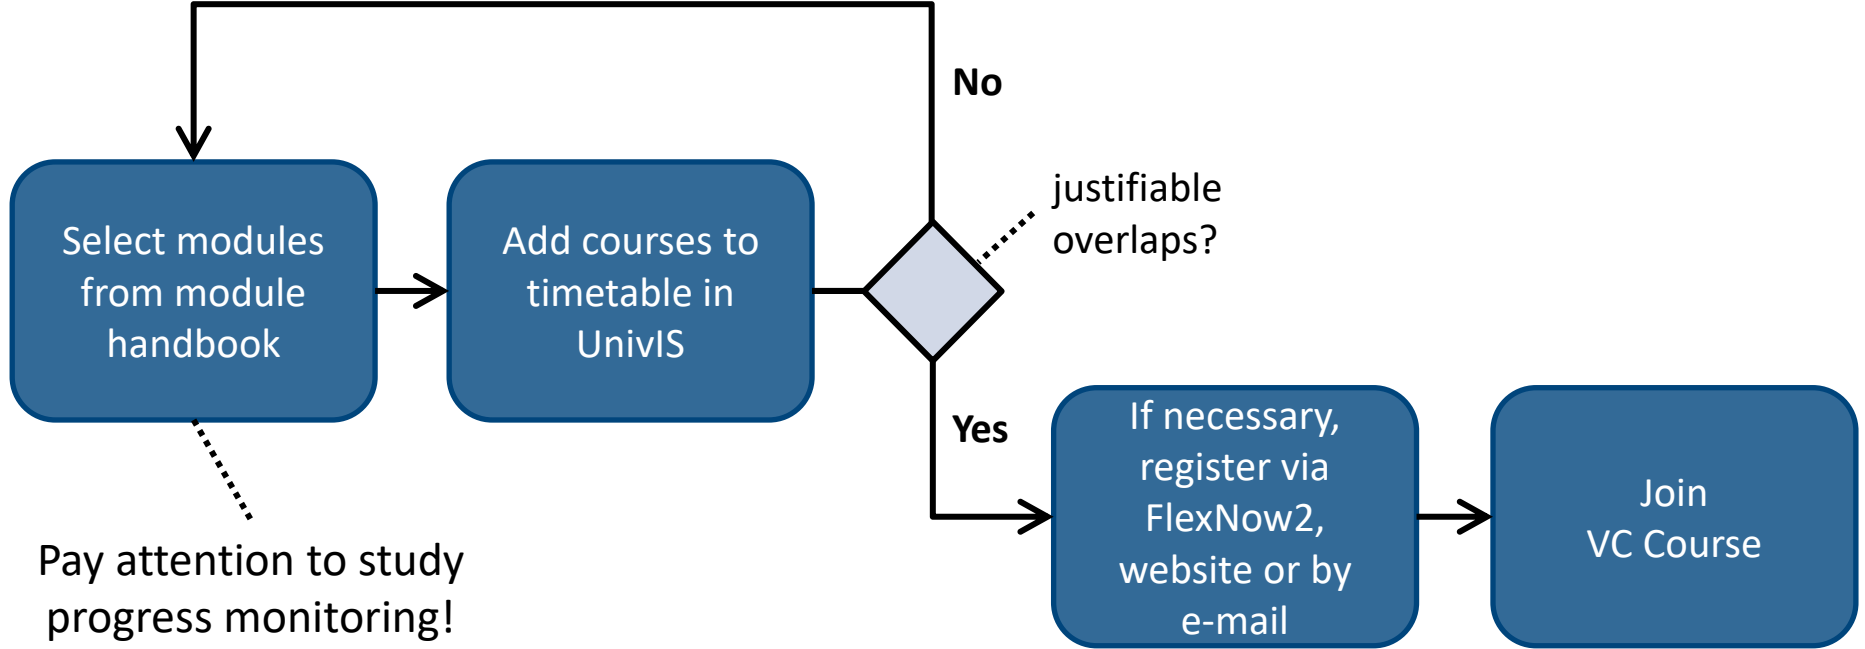 No
justifiable
overlaps?
Select modules
from module
handbook
Add courses to
timetable in
UnivIS
Yes
If necessary,
register via
FlexNow2,
website or by
e-mail
Join
VC Course
Pay attention to study
progress monitoring!